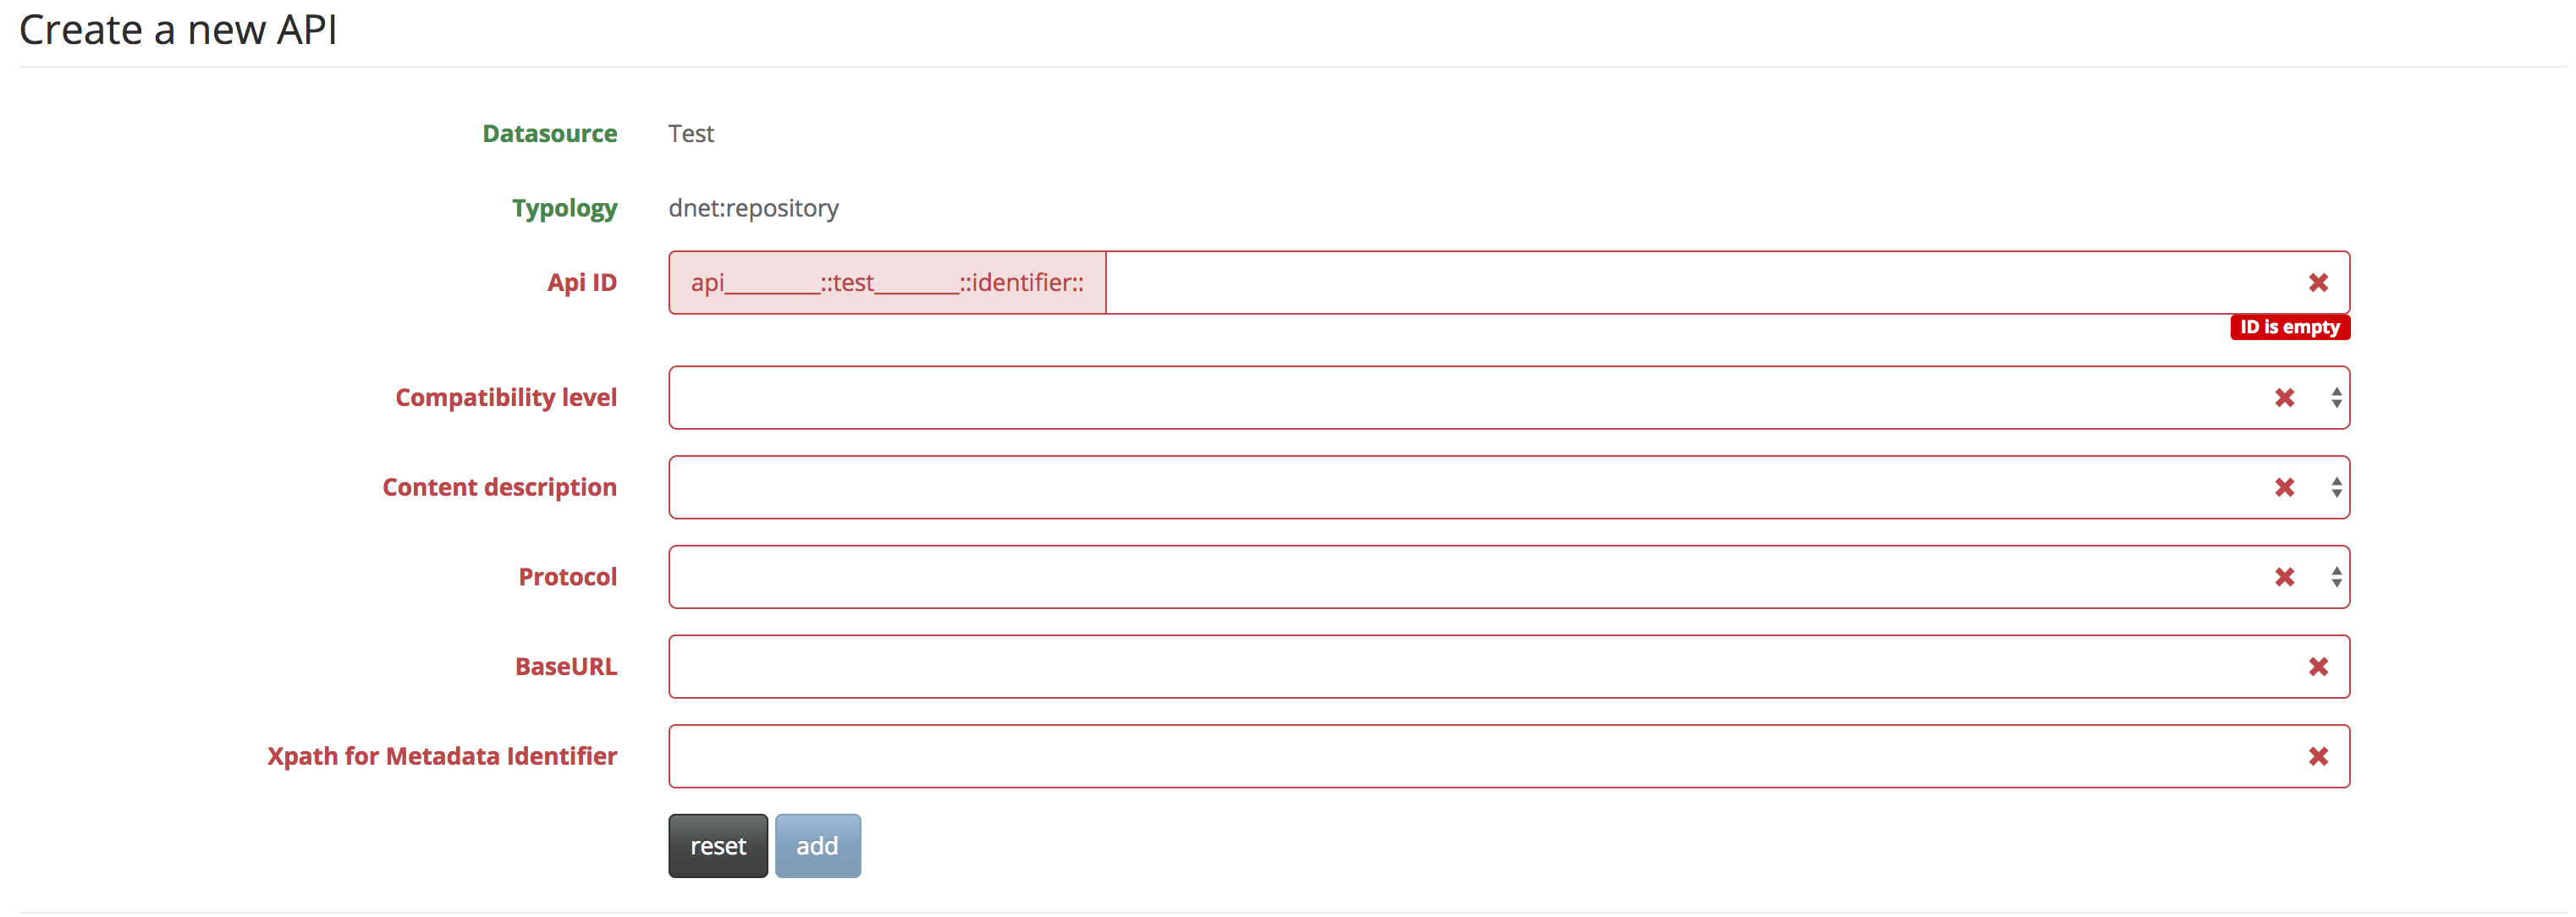 Create a new API
Datasource Test
Typology dnet:repository
Api ID api_________::test________::identifier::
ID is empty
Compatibility level
Content description
Protocol
BaseURL
Xpath for Metadata Identifier
reset add